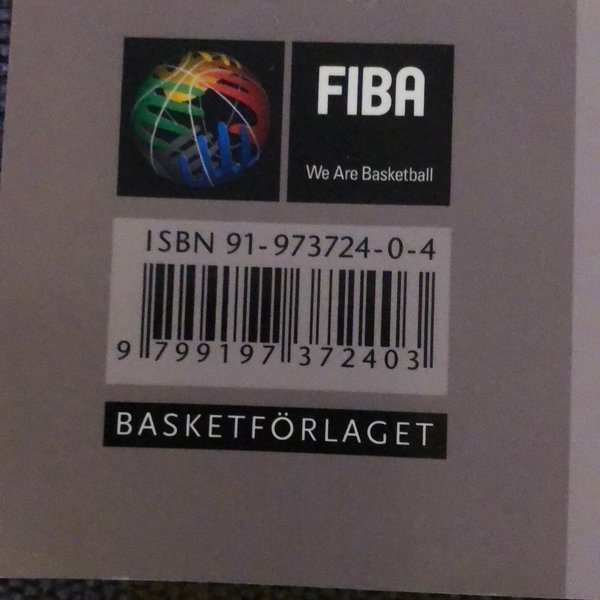 FIBA
We Are Basketball
ISBN 91-973724-0-4
9 799197 372403
BASKETFÖRLAGET